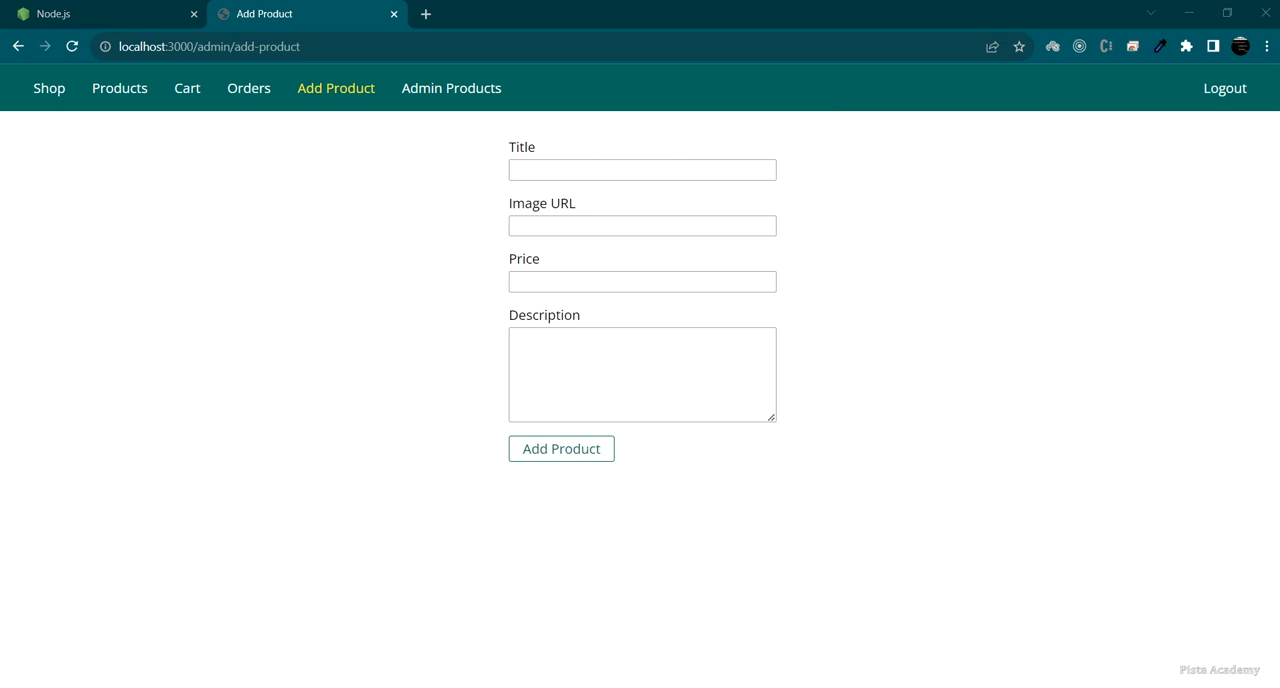 Node.js
Add Product
localhost:3000/admin/add-product
Shop Products Cart Orders Add Product Admin Products Logout
Title
Image URL
Price
Description
Add Product
Pista Academy